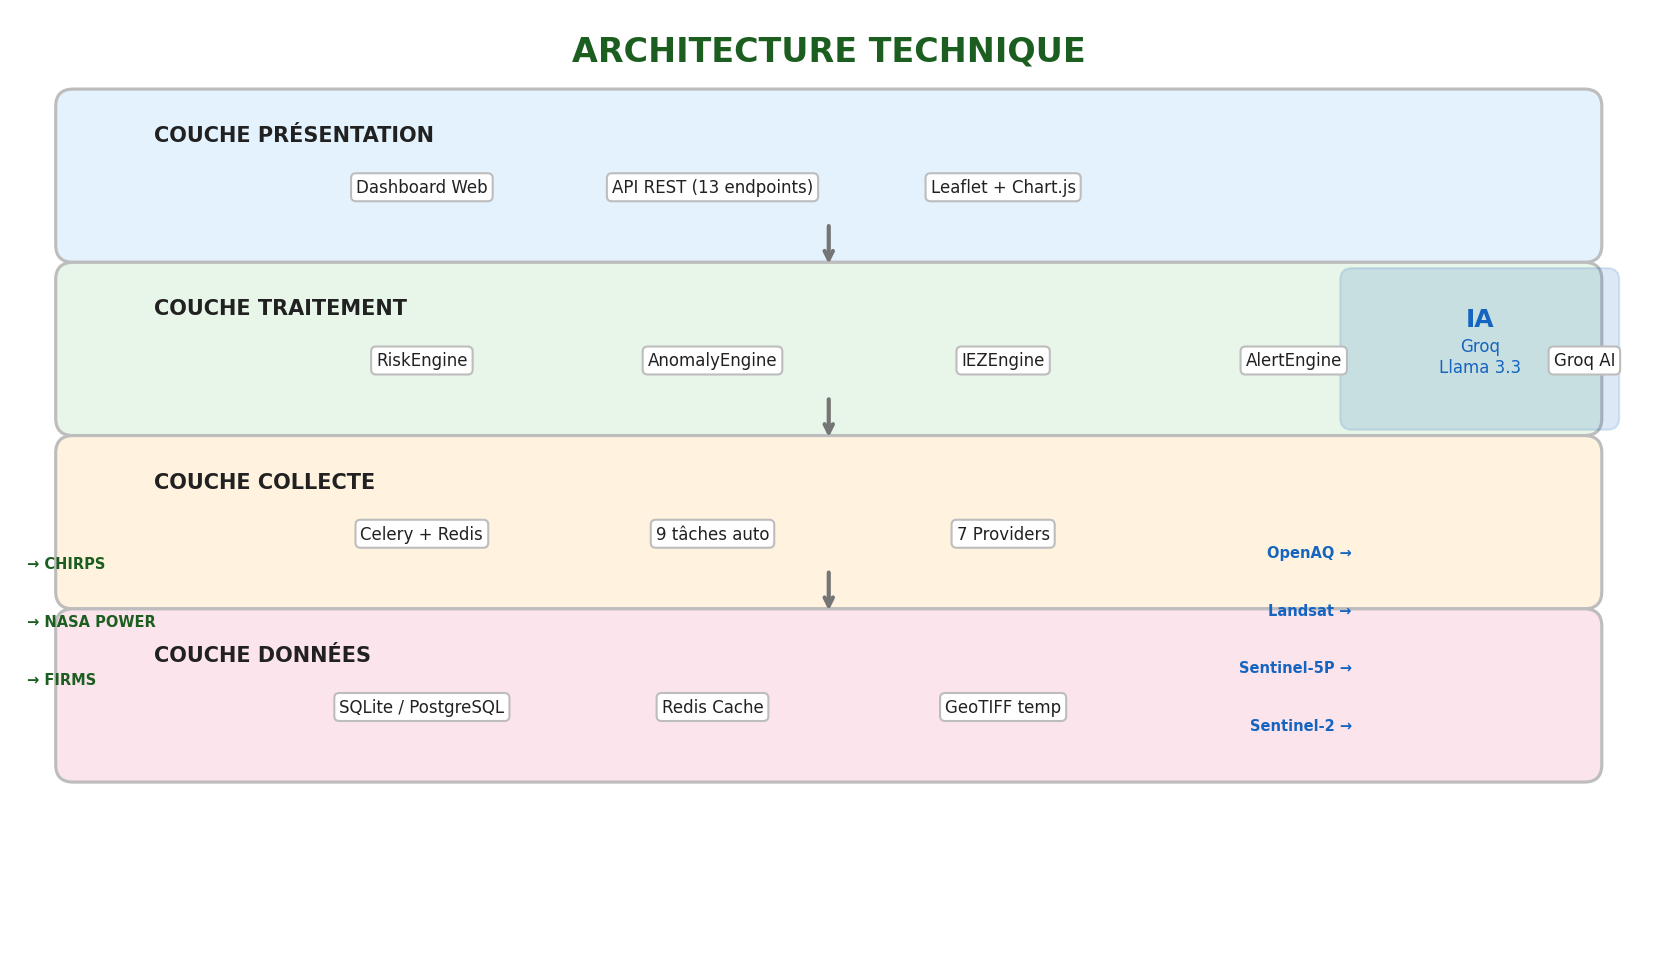 ARCHITECTURE TECHNIQUE
COUCHE PRÉSENTATION
Dashboard Web
API REST (13 endpoints)
Leaflet + Chart.js
COUCHE TRAITEMENT
RiskEngine
AnomalyEngine
IEZEngine
AlertEngine
IA
Groq
Llama 3.3
Groq AI
COUCHE COLLECTE
Celery + Redis
9 tâches auto
7 Providers
→ CHIRPS
→ NASA POWER
→ FIRMS
OpenAQ →
Landsat →
Sentinel-5P →
Sentinel-2 →
COUCHE DONNÉES
SQLite / PostgreSQL
Redis Cache
GeoTIFF temp